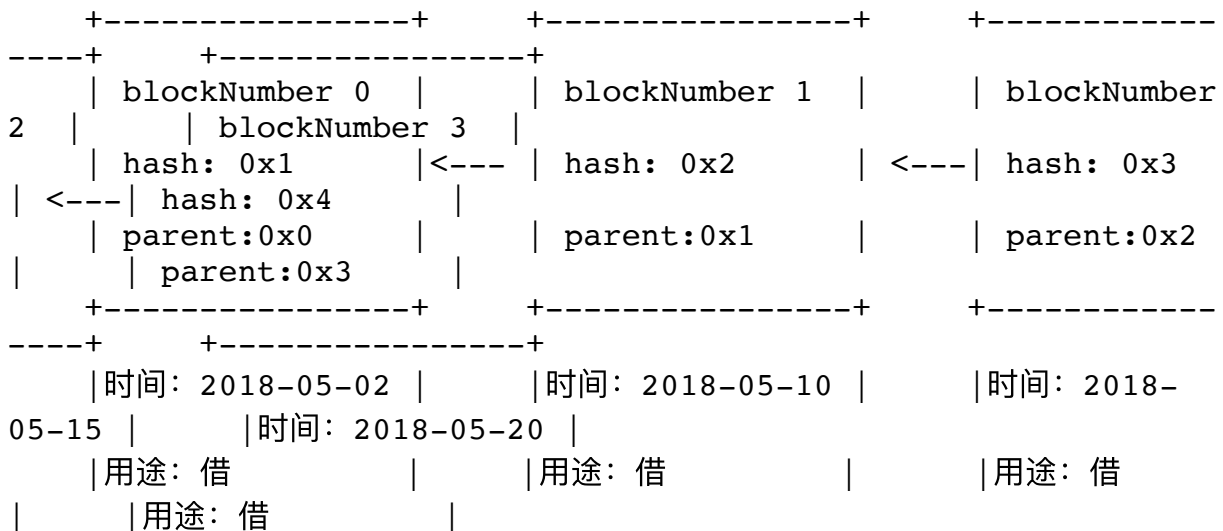 +----------------+     +----------------+     +------------
----+     +----------------+
| blockNumber 0  |     | blockNumber 1  |     | blockNumber
2  |     | blockNumber 3  |
| hash: 0x1      |<--- | hash: 0x2      | <---| hash: 0x3
| <---| hash: 0x4      |
| parent:0x0     |     | parent:0x1     |     | parent:0x2
|     | parent:0x3     |
+----------------+     +----------------+     +------------
----+     +----------------+
|时间：2018-05-02 |     |时间：2018-05-10 |     |时间：2018-
05-15 |     |时间：2018-05-20 |
|用途：借         |     |用途：借         |     |用途：借
|     |用途：借         |